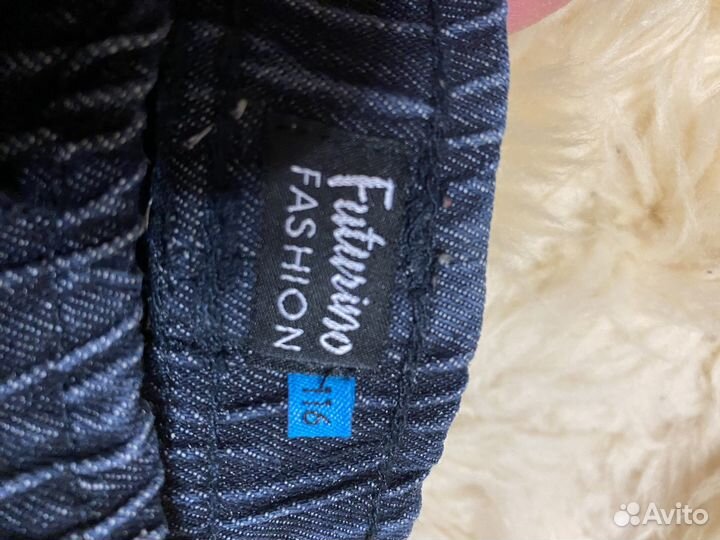 Futurino
FASHION
116
Avito